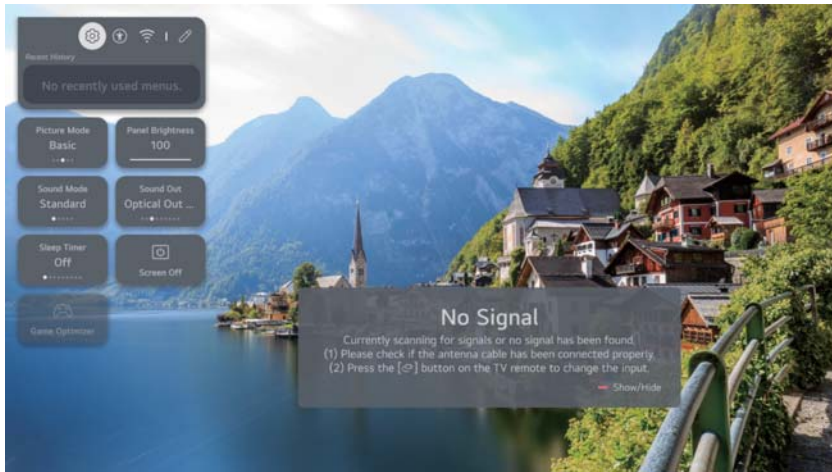 Recent History
No recently used menus.
Picture Mode
Basic
Panel Brightness
100
Sound Mode
Standard
Sound Out
Optical Out ...
Sleep Timer
Off
Screen Off
Game Optimizer
No Signal
Currently scanning for signals or no signal has been found.
(1) Please check if the antenna cable has been connected properly.
(2) Press the [ ] button on the TV remote to change the input.
Show/Hide